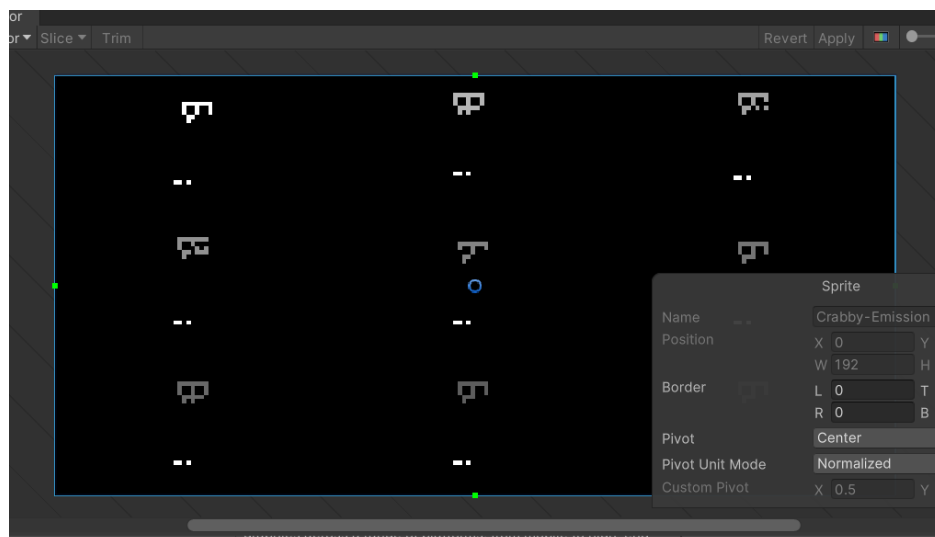 or
or Slice Trim Revert Apply
Sprite
Name Crabby-Emission
Position X 0 Y
W 192 H
Border L 0 T
R 0 B
Pivot Center
Pivot Unit Mode Normalized
Custom Pivot X 0.5 Y